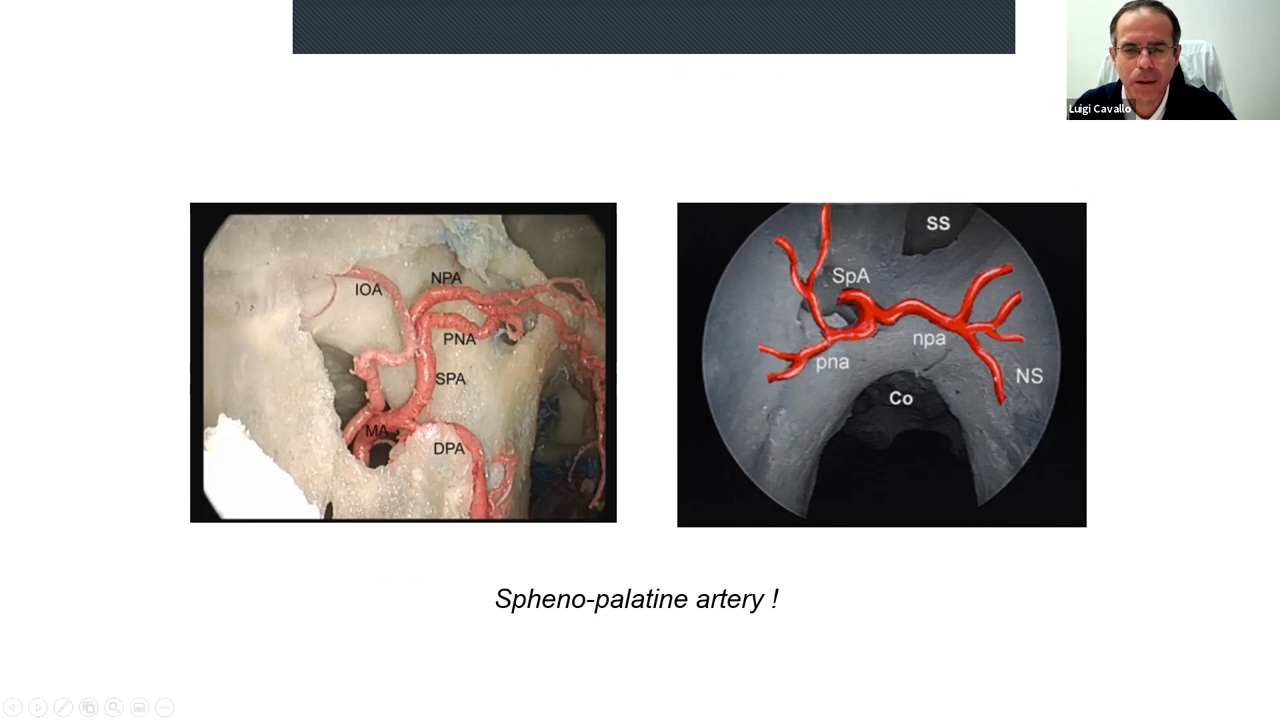 Luigi Cavallo
IOA
NPA
PNA
SPA
MA
DPA
SS
SpA
npa
pna
NS
Co
Spheno-palatine artery !